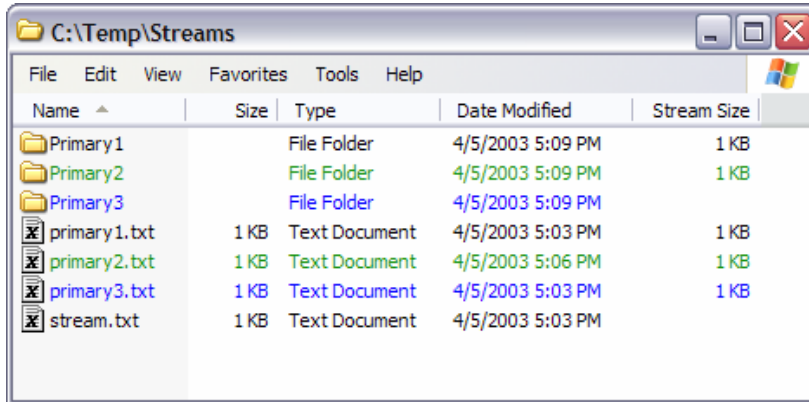 C:\Temp\Streams
File Edit View Favorites Tools Help
Name Size Type Date Modified Stream Size
Primary1 File Folder 4/5/2003 5:09 PM 1 KB
Primary2 File Folder 4/5/2003 5:09 PM 1 KB
Primary3 File Folder 4/5/2003 5:09 PM
primary1.txt 1 KB Text Document 4/5/2003 5:03 PM 1 KB
primary2.txt 1 KB Text Document 4/5/2003 5:06 PM 1 KB
primary3.txt 1 KB Text Document 4/5/2003 5:03 PM 1 KB
stream.txt 1 KB Text Document 4/5/2003 5:03 PM